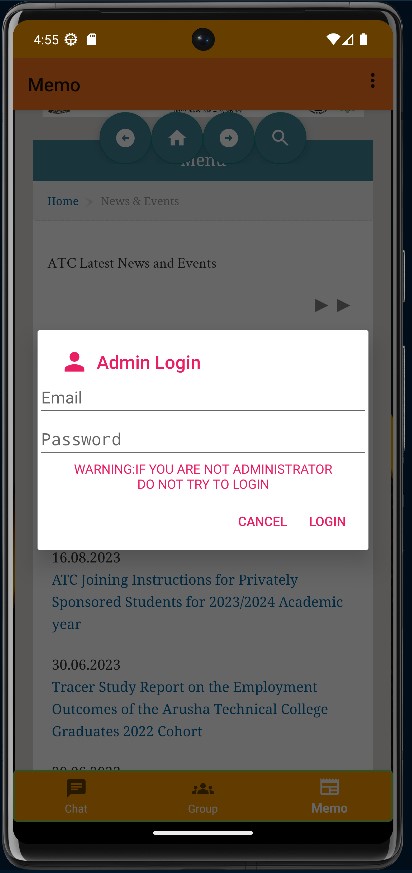 4:55
Memo
Menu
Home > News & Events
ATC Latest News and Events
Admin Login
Email
Password
WARNING:IF YOU ARE NOT ADMINISTRATOR
DO NOT TRY TO LOGIN
CANCEL LOGIN
16.08.2023
ATC Joining Instructions for Privately
Sponsored Students for 2023/2024 Academic
year
30.06.2023
Tracer Study Report on the Employment
Outcomes of the Arusha Technical College
Graduates 2022 Cohort
Chat Group Memo